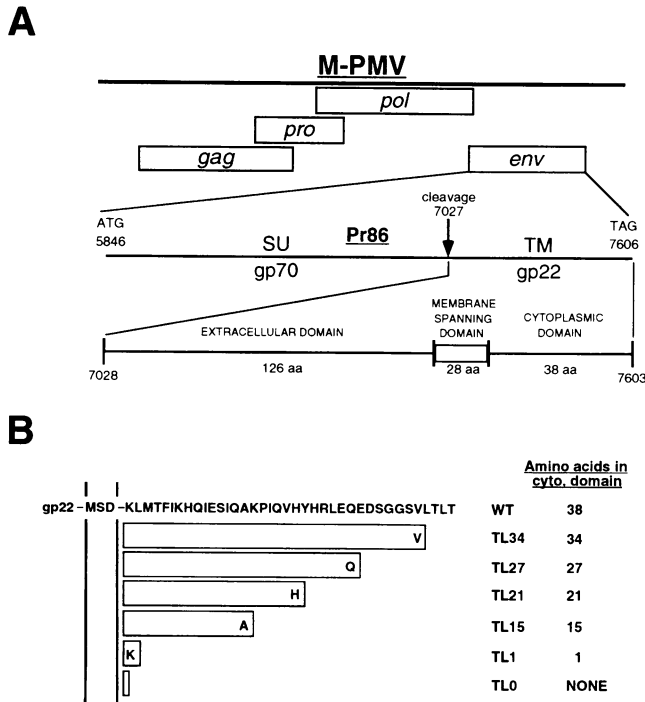 A
M-PMV
pol
pro
gag
env
cleavage
7027
ATG
5846
TAG
7606
SU
Pr86
TM
gp70
gp22
EXTRACELLULAR DOMAIN
MEMBRANE
SPANNING
DOMAIN
CYTOPLASMIC
DOMAIN
7028
126 aa
28 aa
38 aa
7603
B
Amino acids in
cyto. domain
gp22 -MSD -KLMTFIKHQIESIQAKPIQVHYHRLEQEDSGGSVLTLT WT 38
V TL34 34
Q TL27 27
H TL21 21
A TL15 15
K TL1 1
TL0 NONE